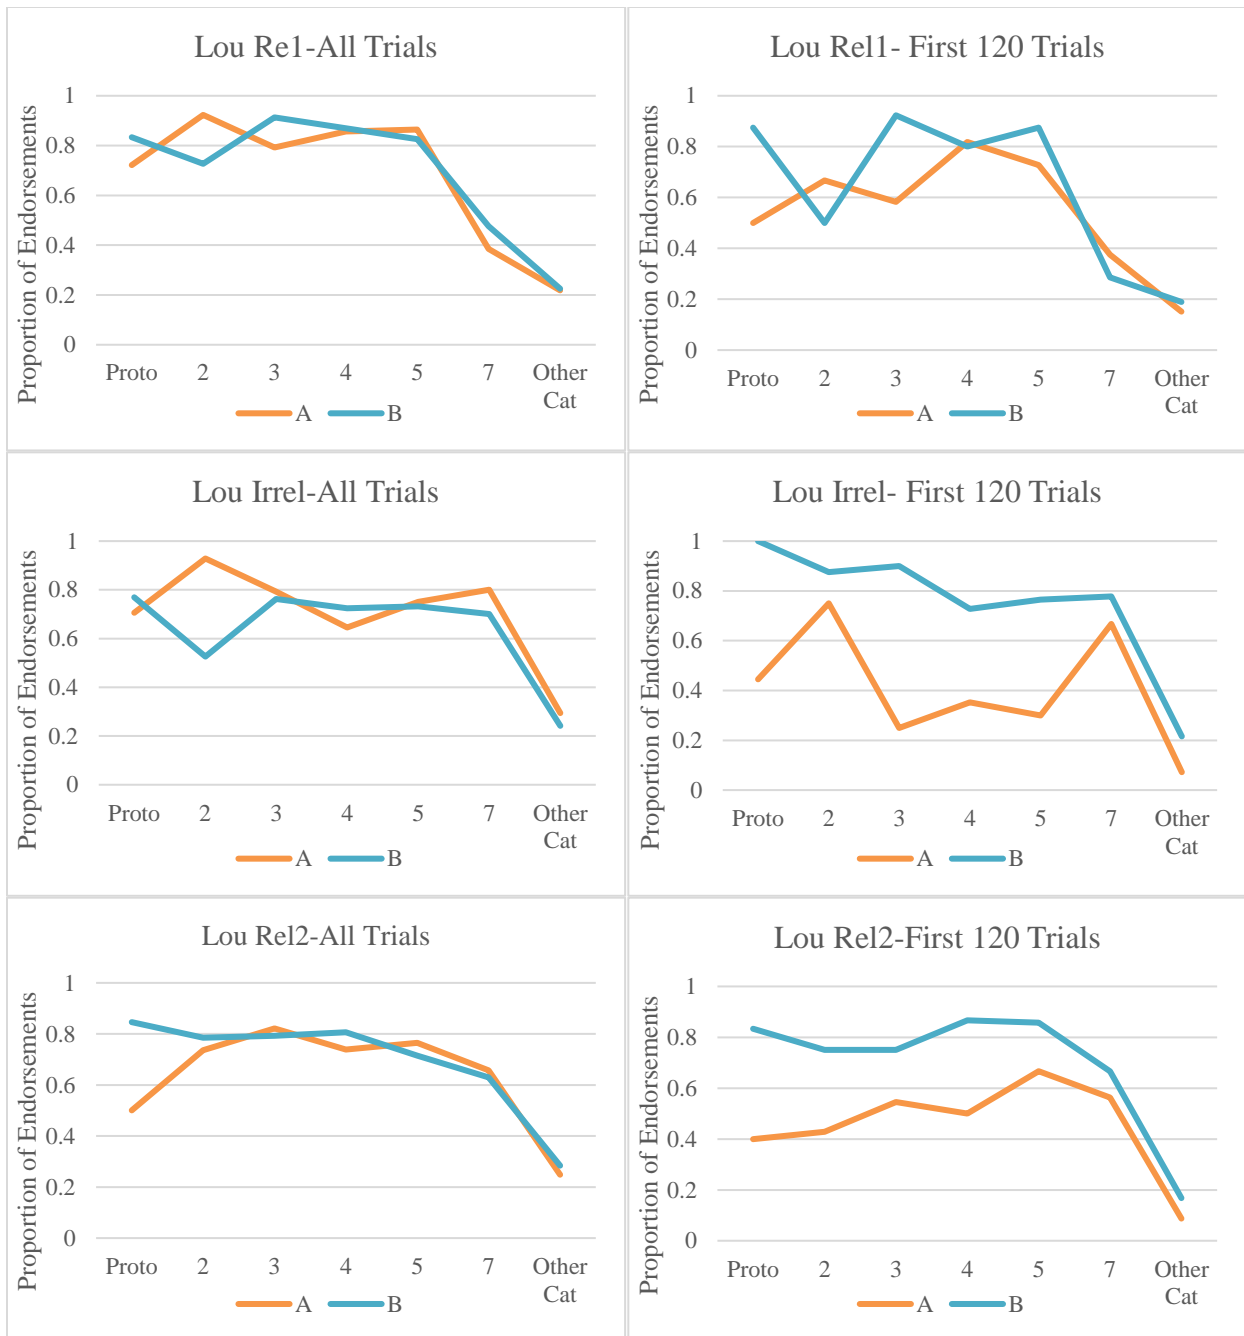 Lou Re1-All Trials
Proportion of Endorsements
1
0.8
0.6
0.4
0.2
0
Proto 2 3 4 5 7 Other
Cat
A B
Lou Rel1- First 120 Trials
Proportion of Endorsements
1
0.8
0.6
0.4
0.2
0
Proto 2 3 4 5 7 Other
Cat
A B
Lou Irrel-All Trials
Proportion of Endorsements
1
0.8
0.6
0.4
0.2
0
Proto 2 3 4 5 7 Other
Cat
A B
Lou Irrel- First 120 Trials
Proportion of Endorsements
1
0.8
0.6
0.4
0.2
0
Proto 2 3 4 5 7 Other
Cat
A B
Lou Rel2-All Trials
Proportion of Endorsements
1
0.8
0.6
0.4
0.2
0
Proto 2 3 4 5 7 Other
Cat
A B
Lou Rel2-First 120 Trials
Proportion of Endorsements
1
0.8
0.6
0.4
0.2
0
Proto 2 3 4 5 7 Other
Cat
A B